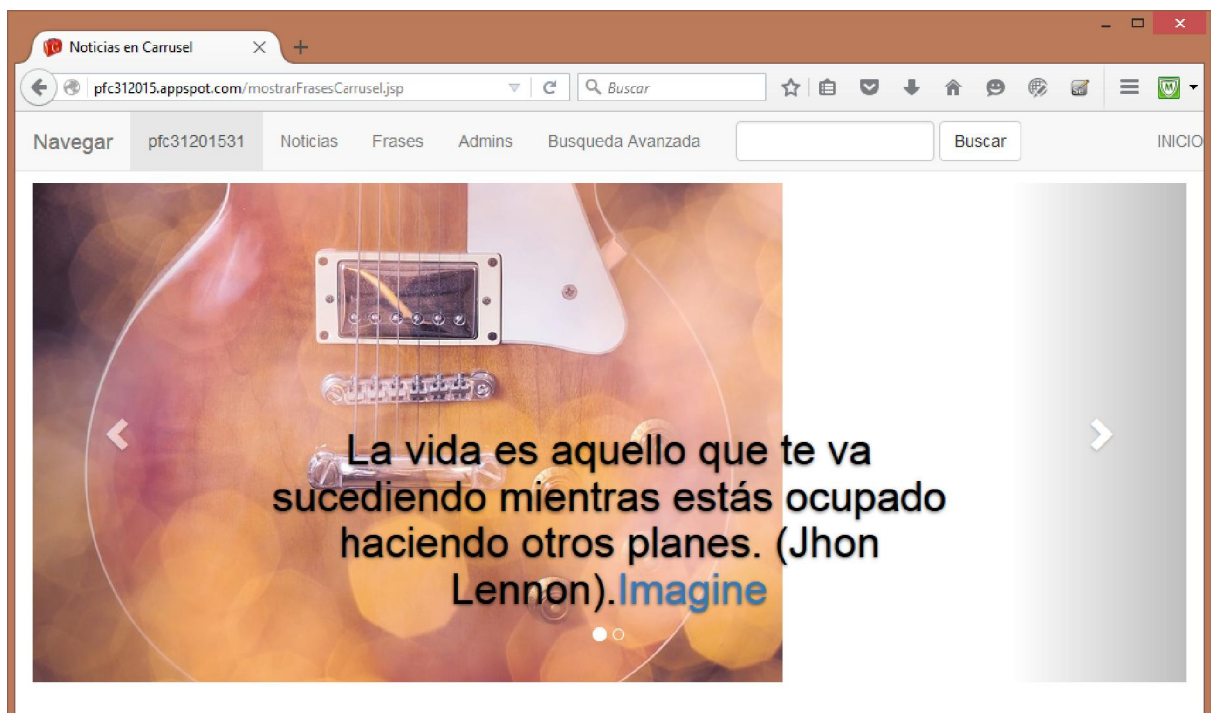 Noticias en Carrusel
pfc312015.appspot.com/mostrarFrasesCarrusel.jsp
Buscar
Navegar pfc31201531 Noticias Frases Admins Busqueda Avanzada Buscar INICIO
La vida es aquello que te va
sucediendo mientras estás ocupado
haciendo otros planes. (Jhon
Lennon).Imagine